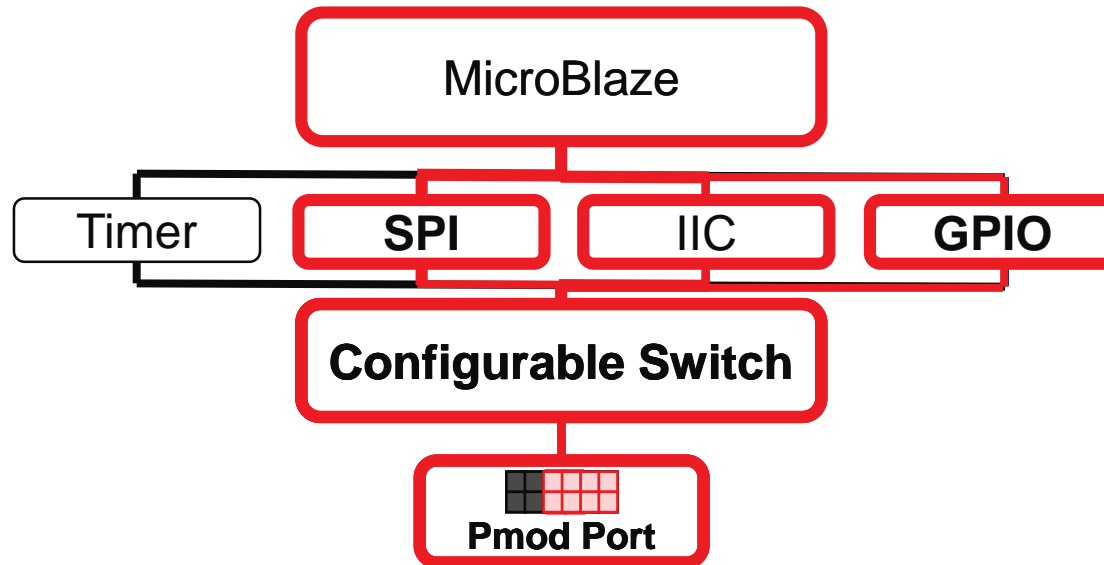 MicroBlaze
Timer
SPI
IIC
GPIO
Configurable Switch
Pmod Port